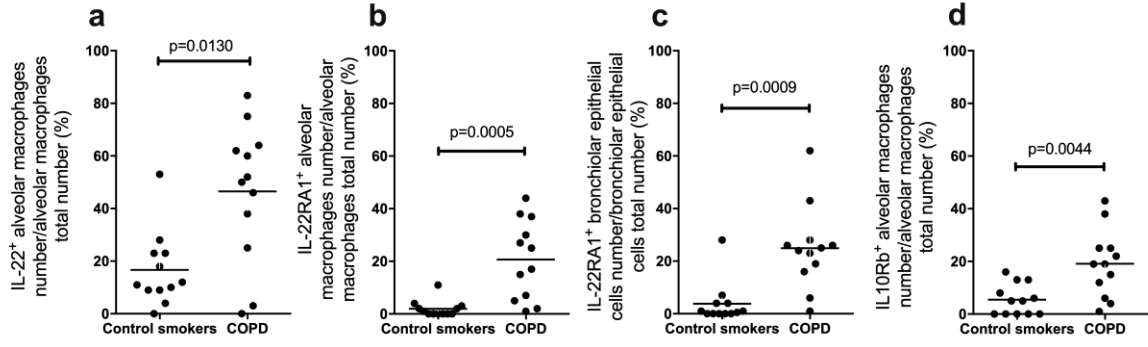 a
IL-22+ alveolar macrophages
number/alveolar macrophages
total number (%)
100
80
60
40
20
0
p=0.0130
Control smokers
COPD
b
IL-22RA1+ alveolar
macrophages number/alveolar
macrophages total number (%)
100
80
60
40
20
0
p=0.0005
Control smokers
COPD
c
IL-22RA1+ bronchiolar epithelial
cells number/bronchiolar epithelial
cells total number (%)
100
80
60
40
20
0
p=0.0009
Control smokers
COPD
d
IL10Rb+ alveolar macrophages
number/alveolar macrophages
total number (%)
100
80
60
40
20
0
p=0.0044
Control smokers
COPD